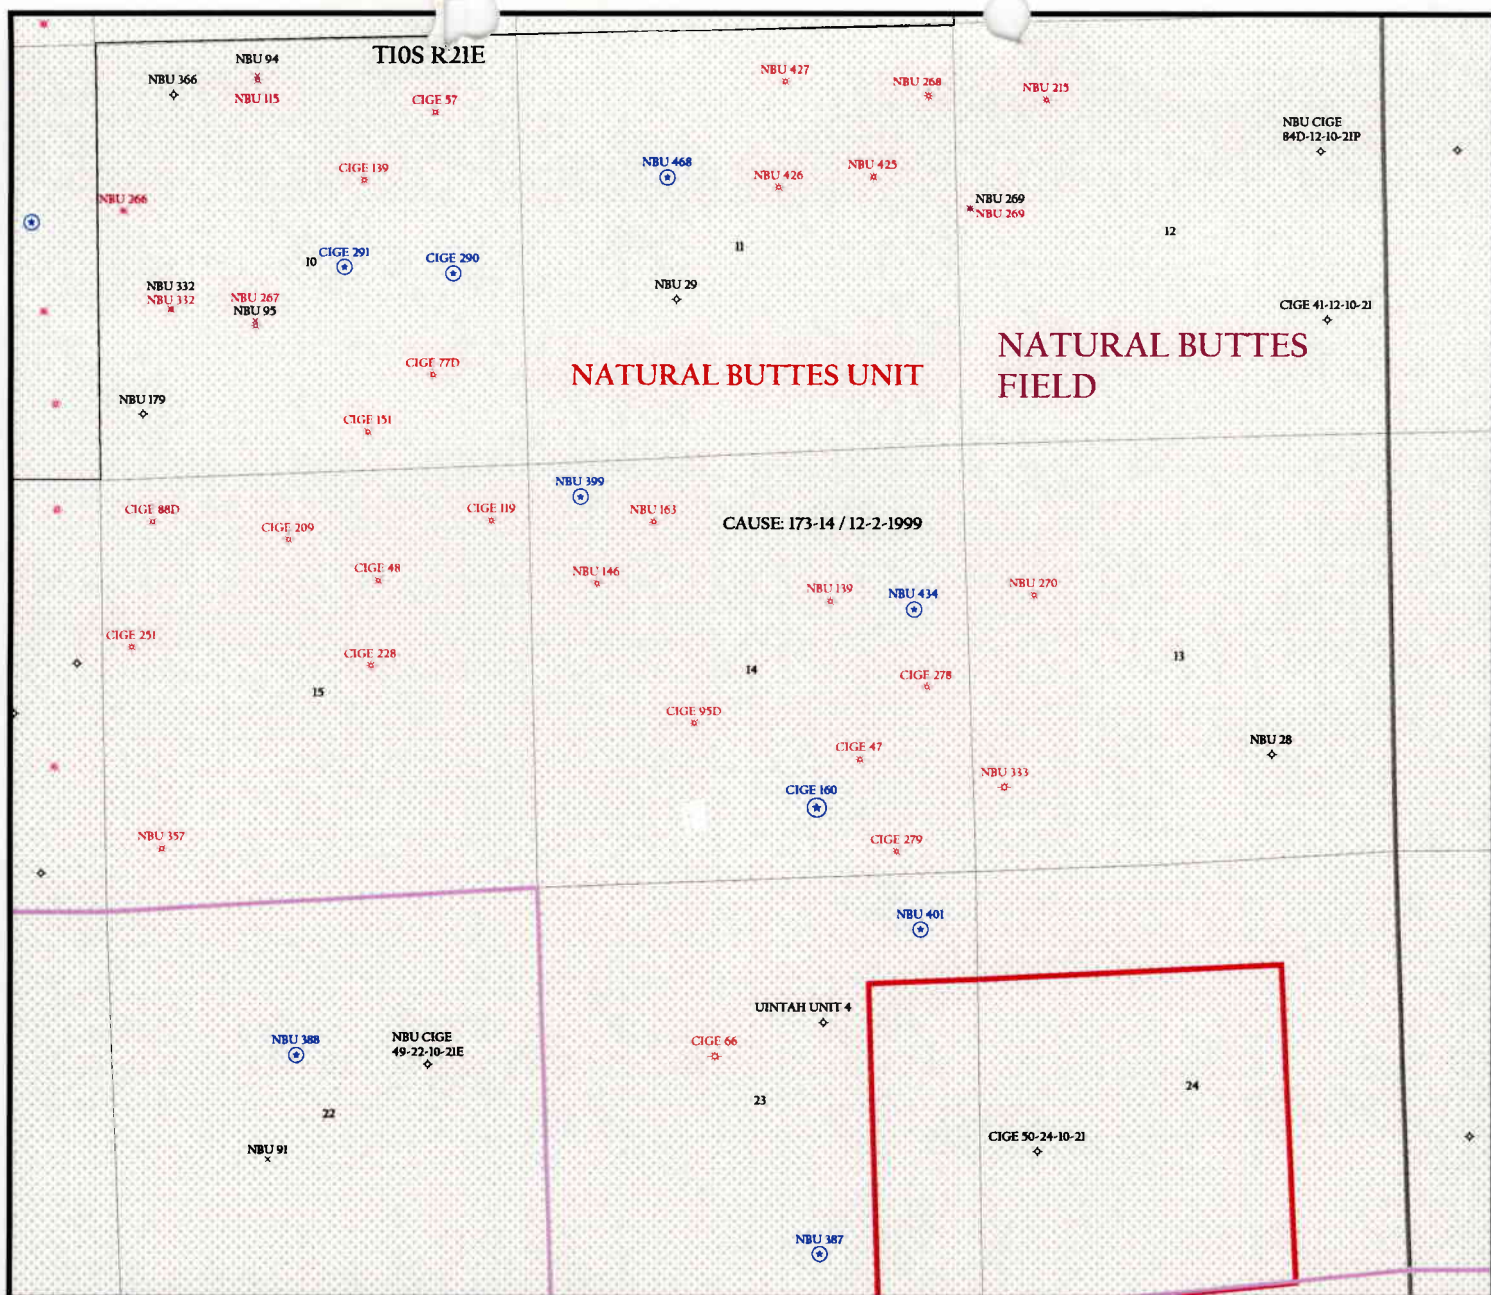 T10S R21E
NBU 94
NBU 366
NBU 115
CIGE 57
NBU 427
NBU 268
NBU 215
NBU CIGE
84D-12-10-21P
CIGE 139
NBU 468
NBU 426
NBU 425
NBU 266
NBU 269
NBU 269
12
11
10
CIGE 291
CIGE 290
NBU 332
NBU 332
NBU 267
NBU 95
NBU 29
CIGE 41-12-10-21
NATURAL BUTTES UNIT
NATURAL BUTTES
FIELD
CIGE 77D
NBU 179
CIGE 151
NBU 399
CIGE 88D
CIGE 209
CIGE 119
NBU 163
CAUSE: 173-14 / 12-2-1999
CIGE 48
NBU 146
NBU 139
NBU 434
NBU 270
CIGE 251
CIGE 228
15
14
13
CIGE 278
CIGE 95D
CIGE 47
NBU 28
NBU 333
CIGE 160
NBU 357
CIGE 279
NBU 401
UINTAH UNIT 4
NBU 388
NBU CIGE
49-22-10-21E
CIGE 66
22
23
24
NBU 91
CIGE 50-24-10-21
NBU 387